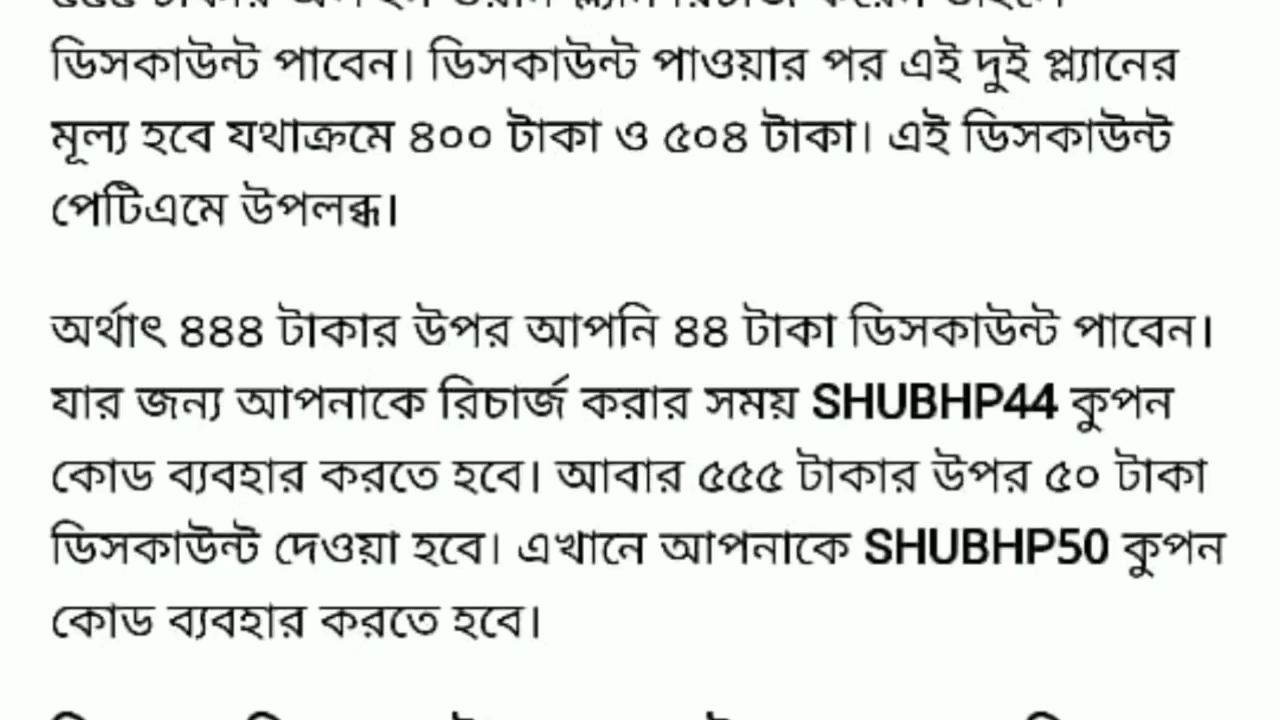 ডিসকাউন্ট পাবেন। ডিসকাউন্ট পাওয়ার পর এই দুই প্ল্যানের
মূল্য হবে যথাক্রমে ৪০০ টাকা ও ৫০৪ টাকা। এই ডিসকাউন্ট
পেটিএমে উপলব্ধ।
অর্থাৎ ৪৪৪ টাকার উপর আপনি ৪৪ টাকা ডিসকাউন্ট পাবেন।
যার জন্য আপনাকে রিচার্জ করার সময় SHUBHP44 কুপন
কোড ব্যবহার করতে হবে। আবার ৫৫৫ টাকার উপর ৫০ টাকা
ডিসকাউন্ট দেওয়া হবে। এখানে আপনাকে SHUBHP50 কুপন
কোড ব্যবহার করতে হবে।